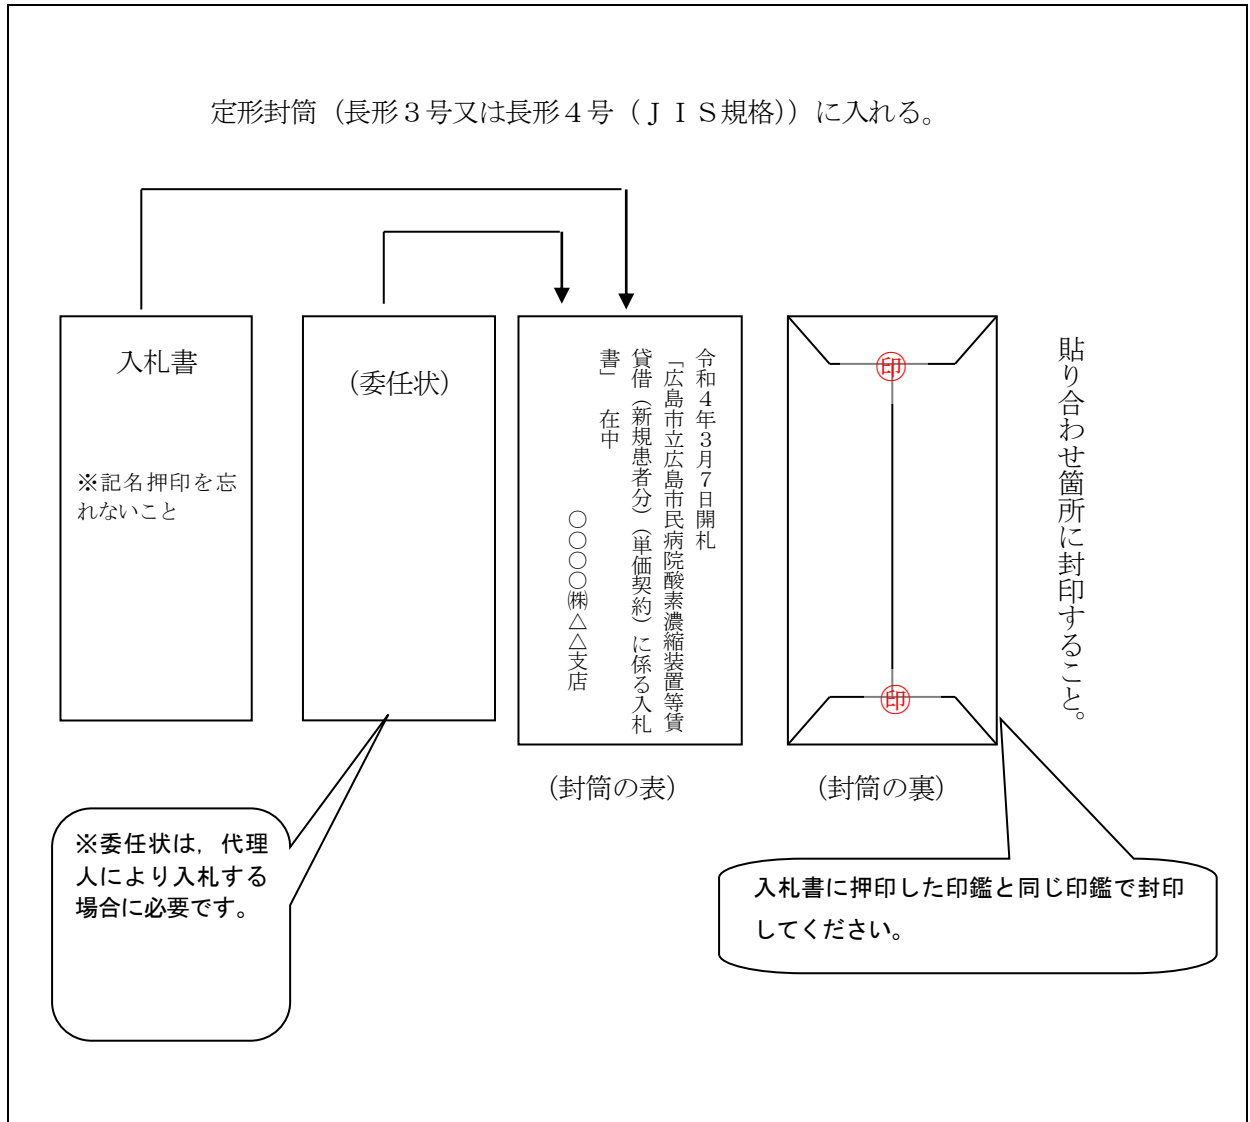 定形封筒（長形３号又は長形４号（ＪＩＳ規格））に入れる。
入札書
※記名押印を忘
れないこと
（委任状）
令和４年３月７日開札
「広島市立広島市民病院酸素濃縮装置等賃
貸借（新規患者分）（単価契約）に係る入札
書」　在中
〇〇〇〇㈱△△支店
印
印
貼り合わせ箇所に封印すること。
（封筒の表）
（封筒の裏）
※委任状は，代理
人により入札する
場合に必要です。
入札書に押印した印鑑と同じ印鑑で封印
してください。